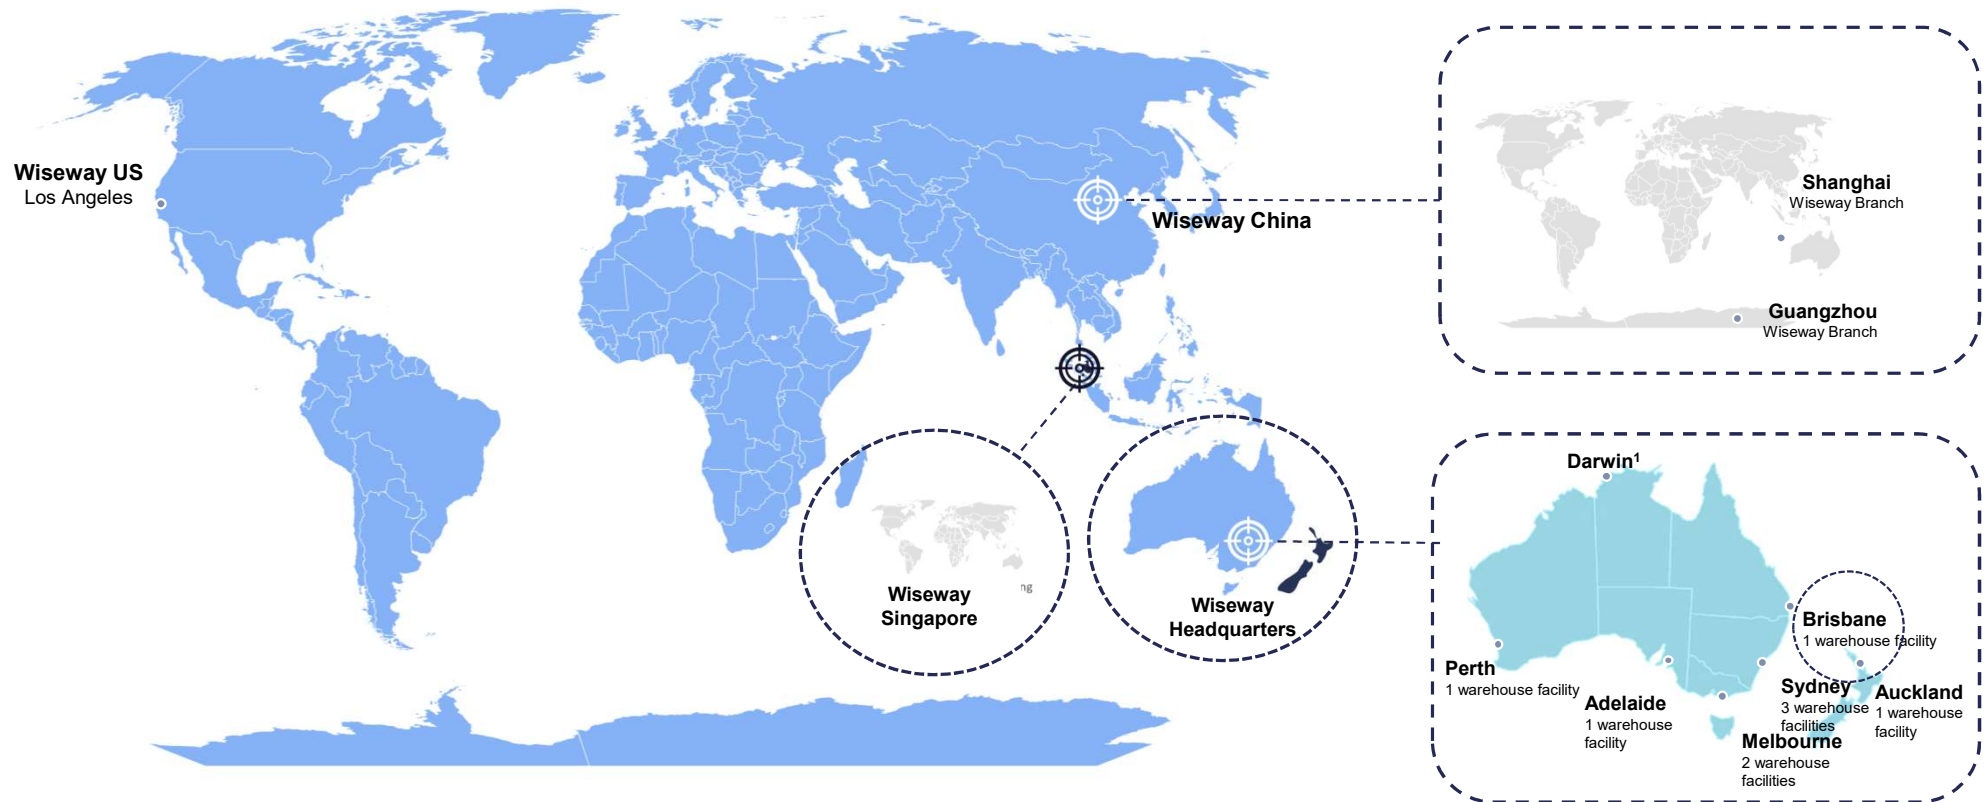 Wiseway US
Los Angeles
Wiseway China
Shanghai
Wiseway Branch
Guangzhou
Wiseway Branch
ng
Wiseway
Singapore
Wiseway
Headquarters
Darwin¹
Brisbane
1 warehouse facility
Perth
1 warehouse facility
Adelaide
1 warehouse
facility
Sydney
3 warehouse
facilities
Auckland
1 warehouse
facility
Melbourne
2 warehouse
facilities